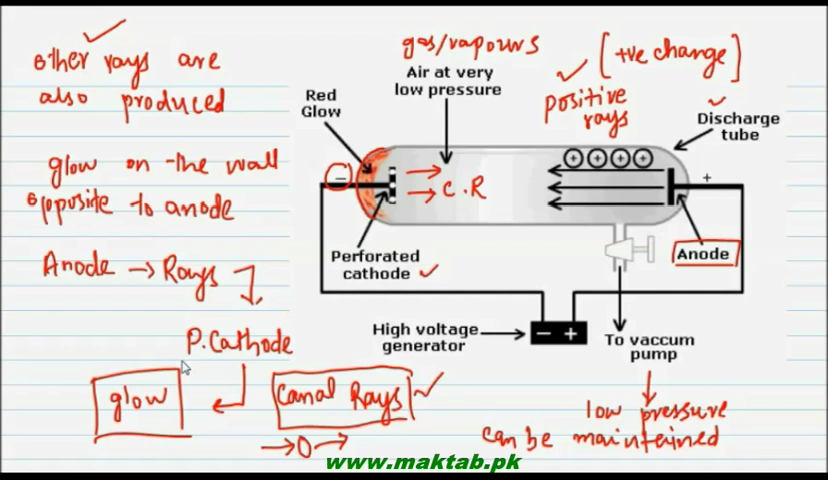 other rays are
also produced
glow on the wall
opposite to anode
Anode → Rays
P. Cathode
glow
Canal Rays
→0→
gas/vapours
Air at very
low pressure
Red
Glow
[+ve change]
positive
rays
Discharge
tube
−
C.R
+ + + +
+
Perforated
cathode
Anode
High voltage
generator
− +
To vaccum
pump
low pressure
can be maintained
www.maktab.pk